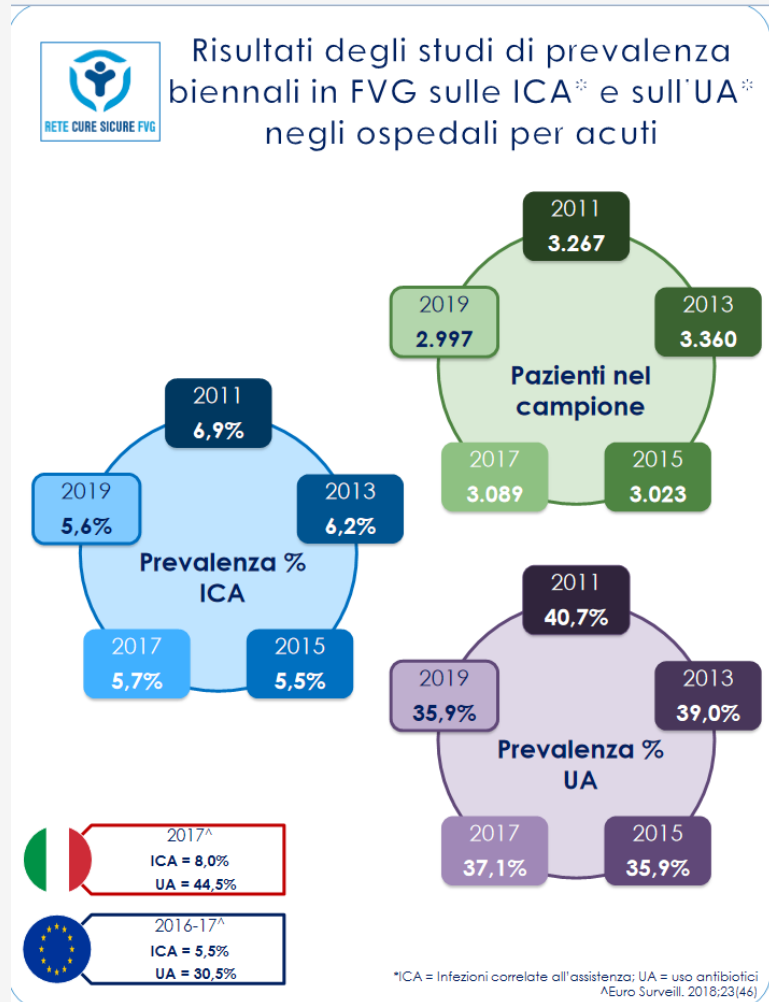 Risultati degli studi di prevalenza
biennali in FVG sulle ICA* e sull'UA*
negli ospedali per acuti
RETE CURE SICURE FVG
2011
3.267
2019
2.997
2013
3.360
Pazienti nel
campione
2017
3.089
2015
3.023
2011
6,9%
2019
5,6%
2013
6,2%
Prevalenza %
ICA
2017
5,7%
2015
5,5%
2011
40,7%
2019
35,9%
2013
39,0%
Prevalenza %
UA
2017
37,1%
2015
35,9%
2017^
ICA = 8,0%
UA = 44,5%
2016-17^
ICA = 5,5%
UA = 30,5%
*ICA = Infezioni correlate all'assistenza; UA = uso antibiotici
^Euro Surveill. 2018;23(46)